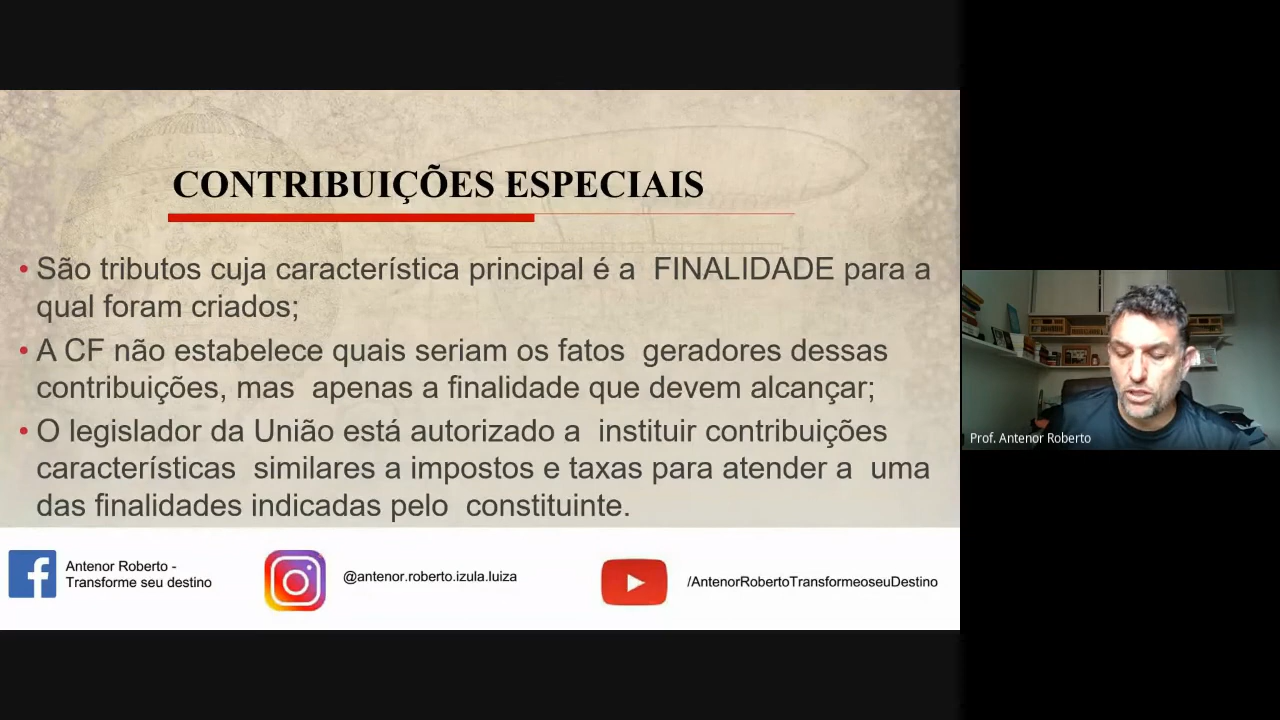 CONTRIBUIÇÕES ESPECIAIS
• São tributos cuja característica principal é a FINALIDADE para a
qual foram criados;
• A CF não estabelece quais seriam os fatos geradores dessas
contribuições, mas apenas a finalidade que devem alcançar;
• O legislador da União está autorizado a instituir contribuições
características similares a impostos e taxas para atender a uma
das finalidades indicadas pelo constituinte.
Antenor Roberto -
Transforme seu destino
@antenor.roberto.izula.luiza
/AntenorRobertoTransformeoseuDestino
Prof. Antenor Roberto